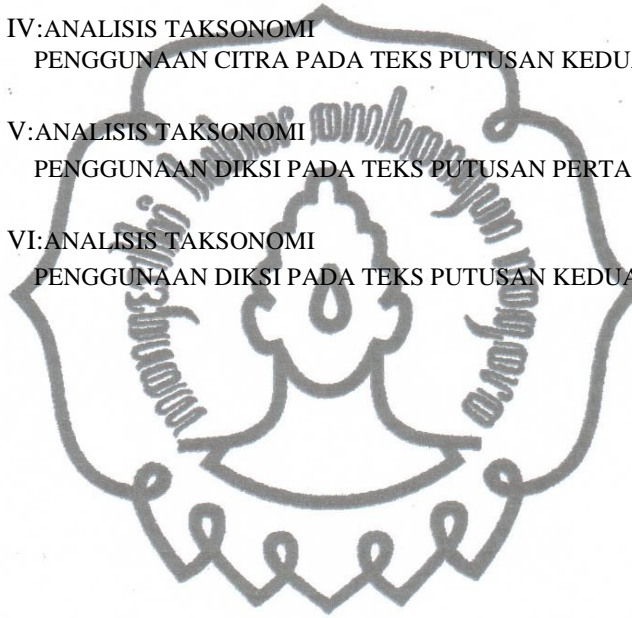 IV:ANALISIS TAKSONOMI
PENGGUNAAN CITRA PADA TEKS PUTUSAN KEDUA
V:ANALISIS TAKSONOMI
PENGGUNAAN DIKSI PADA TEKS PUTUSAN PERTA
VI:ANALISIS TAKSONOMI
PENGGUNAAN DIKSI PADA TEKS PUTUSAN KEDUA